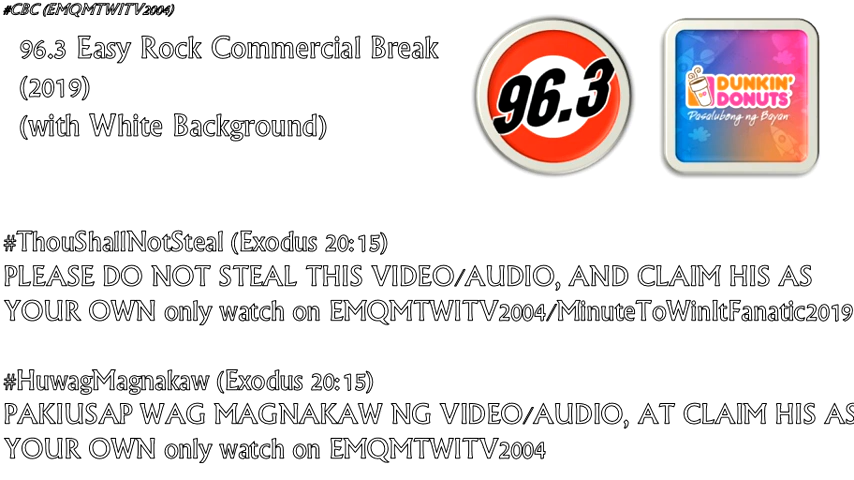 #CBC (EMQMTWITV2004)
96.3 Easy Rock Commercial Break
(2019)
(with White Background)
96.3
DUNKIN'
DONUTS
Pasalubong ng Bayan
#ThouShallNotSteal (Exodus 20:15)
PLEASE DO NOT STEAL THIS VIDEO/AUDIO, AND CLAIM HIS AS
YOUR OWN only watch on EMQMTWITV2004/MinuteToWinItFanatic2019
#HuwagMagnakaw (Exodus 20:15)
PAKIUSAP WAG MAGNAKAW NG VIDEO/AUDIO, AT CLAIM HIS AS
YOUR OWN only watch on EMQMTWITV2004